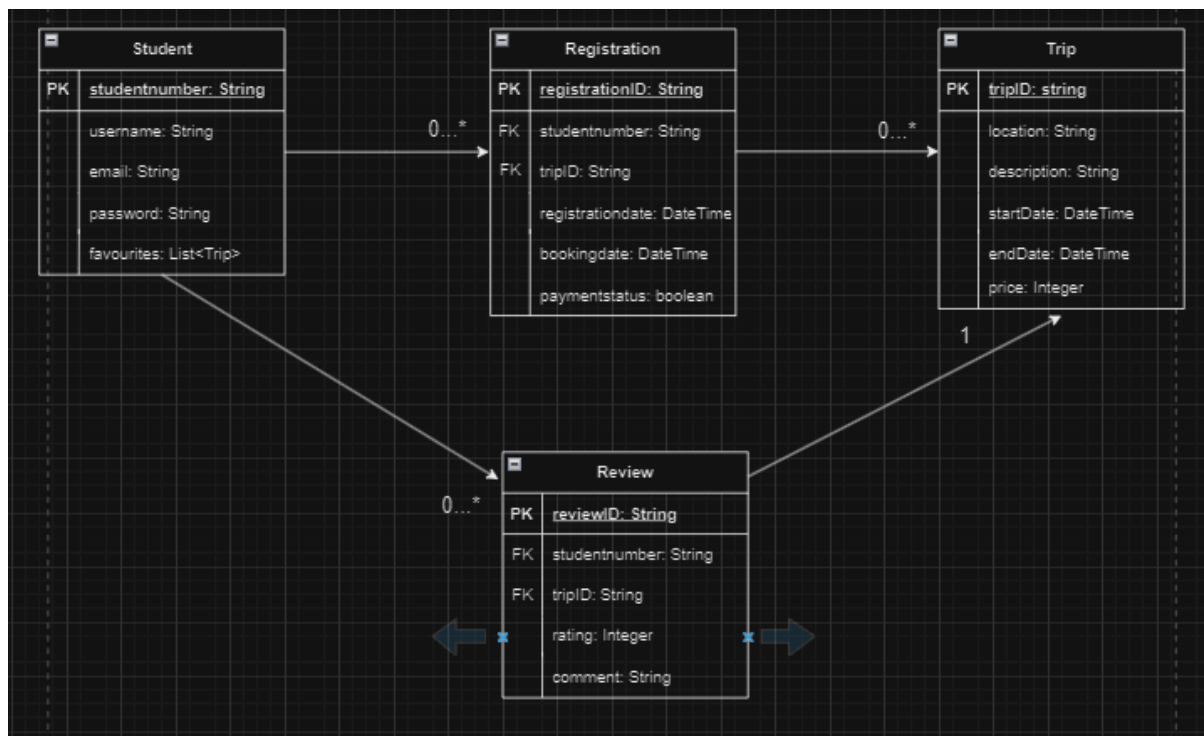 Student
PK studentnumber: String
username: String
email: String
password: String
favourites: List<Trip>
0...*
Registration
PK registrationID: String
FK studentnumber: String
FK tripID: String
registrationdate: DateTime
bookingdate: DateTime
paymentstatus: boolean
0...*
Trip
PK tripID: string
location: String
description: String
startDate: DateTime
endDate: DateTime
price: Integer
1
0...*
Review
PK reviewID: String
FK studentnumber: String
FK tripID: String
rating: Integer
comment: String